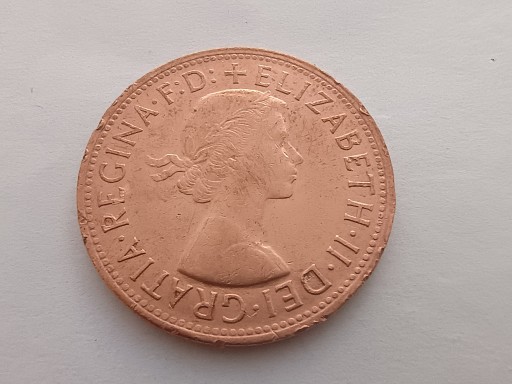 + ELIZABETH · II · DEI · GRATIA · REGINA · F: D: